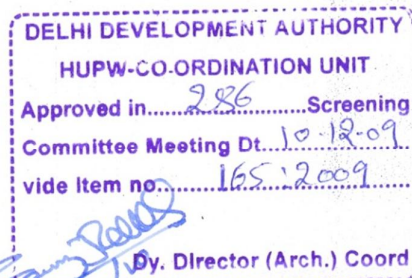 DELHI DEVELOPMENT AUTHORITY
HUPW-CO-ORDINATION UNIT
Approved in......286......Screening
Committee Meeting Dt...10-12-09
vide Item no......165:2009......
Dy. Director (Arch.) Coord